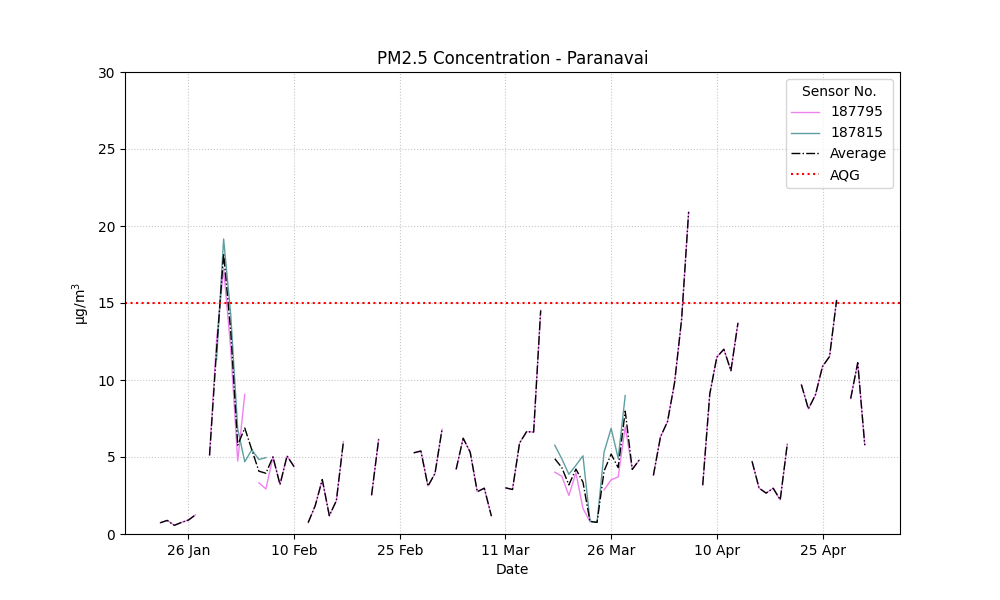 PM2.5 Concentration - Paranavai
30
25
20
15
10
5
0
µg/m³
26 Jan
10 Feb
25 Feb
11 Mar
26 Mar
10 Apr
25 Apr
Date
Sensor No.
187795
187815
Average
AQG